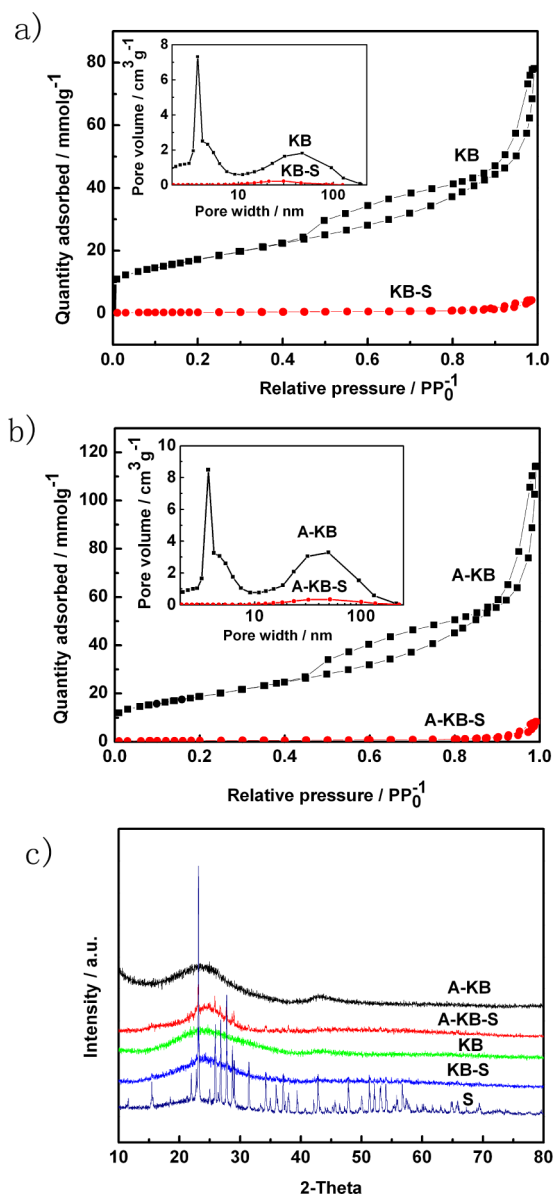 a)
Quantity adsorbed / mmolg-1
80
60
40
20
0
0.0 0.2 0.4 0.6 0.8 1.0
Relative pressure / PP0-1
KB
KB-S
Pore volume / cm3g-1
8
6
4
2
0
10 100
Pore width / nm
KB
KB-S
b)
Quantity adsorbed / mmolg-1
120
100
80
60
40
20
0
0.0 0.2 0.4 0.6 0.8 1.0
Relative pressure / PP0-1
A-KB
A-KB-S
Pore volume / cm3g-1
10
8
6
4
2
0
10 100
Pore width / nm
A-KB
A-KB-S
c)
Intensity / a.u.
A-KB
A-KB-S
KB
KB-S
S
10 20 30 40 50 60 70 80
2-Theta